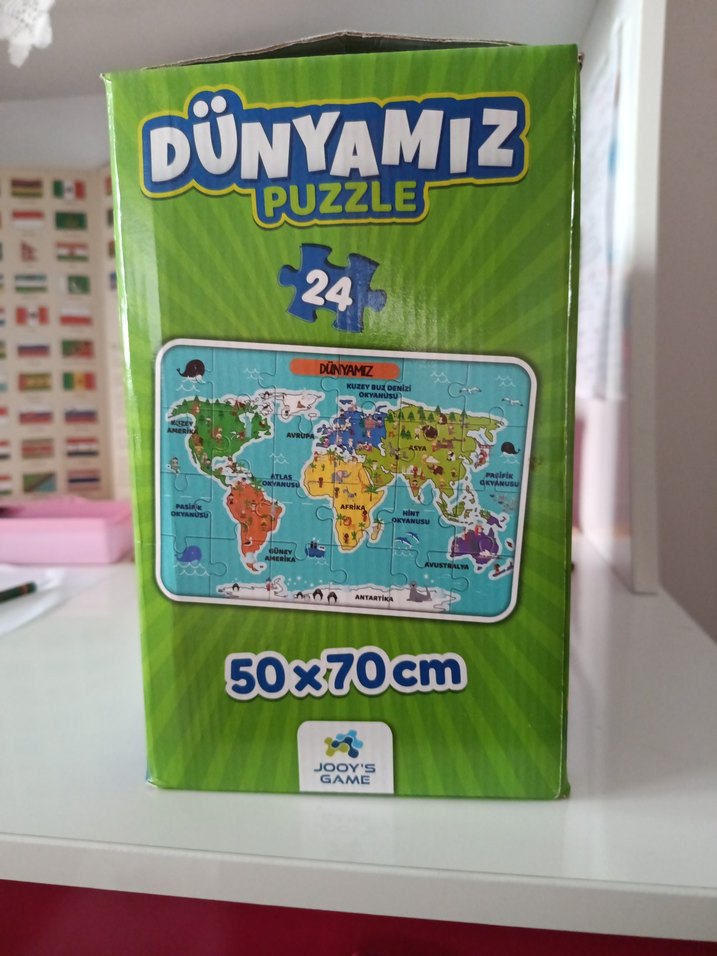 DÜNYAMIZ
PUZZLE
24
DÜNYAMIZ
KUZEY BUZ DENİZİ
OKYANUSU
KUZEY
AMERİKA
AVRUPA
ASYA
ATLAS
OKYANUSU
PASİFİK
OKYANUSU
PASİFİK
OKYANUSU
AFRİKA
HİNT
OKYANUSU
GÜNEY
AMERİKA
AVUSTRALYA
ANTARTİKA
50x70cm
JOOY'S
GAME